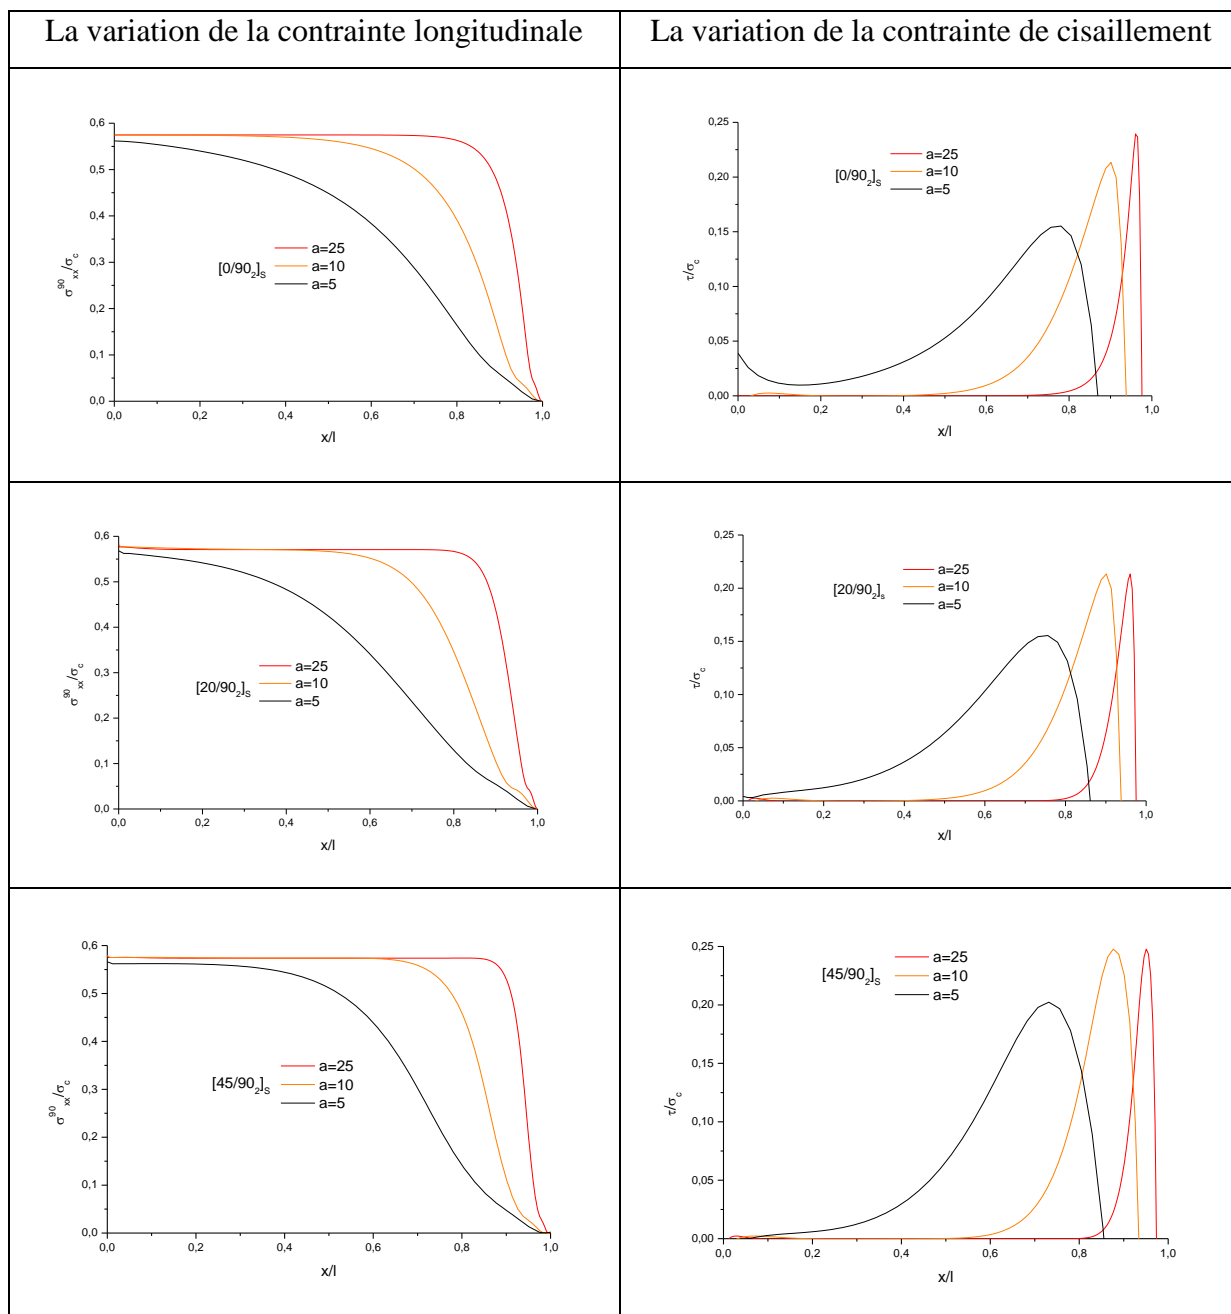 La variation de la contrainte longitudinale
La variation de la contrainte de cisaillement
0,6
0,5
0,4
0,3
0,2
0,1
0,0
σ⁹⁰xx/σc
[0/90₂]S
a=25
a=10
a=5
0,0 0,2 0,4 0,6 0,8 1,0
x/l
0,25
0,20
0,15
0,10
0,05
0,00
τ/σc
[0/90₂]S
a=25
a=10
a=5
0,0 0,2 0,4 0,6 0,8 1,0
x/l
0,6
0,5
0,4
0,3
0,2
0,1
0,0
σ⁹⁰xx/σc
[20/90₂]S
a=25
a=10
a=5
0,0 0,2 0,4 0,6 0,8 1,0
x/l
0,25
0,20
0,15
0,10
0,05
0,00
τ/σc
[20/90₂]s
a=25
a=10
a=5
0,0 0,2 0,4 0,6 0,8 1,0
x/l
0,6
0,5
0,4
0,3
0,2
0,1
0,0
σ⁹⁰xx/σc
[45/90₂]S
a=25
a=10
a=5
0,0 0,2 0,4 0,6 0,8 1,0
x/l
0,25
0,20
0,15
0,10
0,05
0,00
τ/σc
[45/90₂]S
a=25
a=10
a=5
0,0 0,2 0,4 0,6 0,8 1,0
x/l